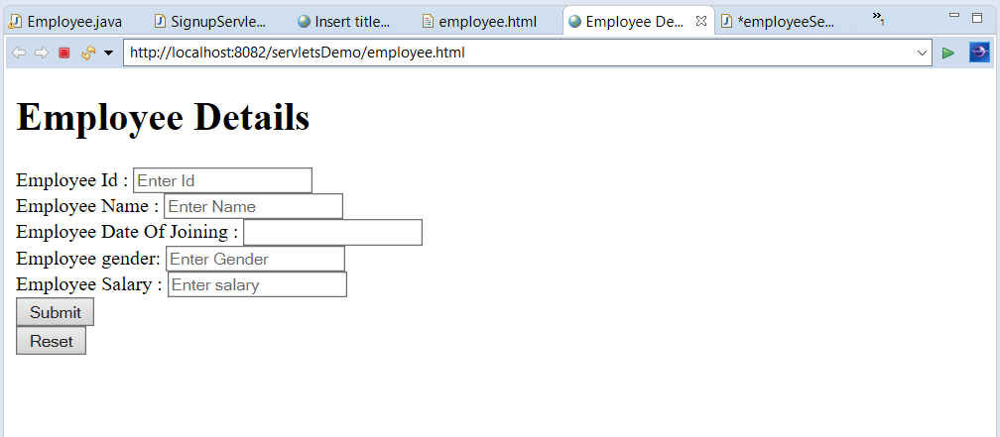 Employee.java SignupServle... Insert title... employee.html Employee De... *employeeSe... »1
http://localhost:8082/servletsDemo/employee.html
Employee Details
Employee Id : Enter Id
Employee Name : Enter Name
Employee Date Of Joining :
Employee gender: Enter Gender
Employee Salary : Enter salary
Submit
Reset